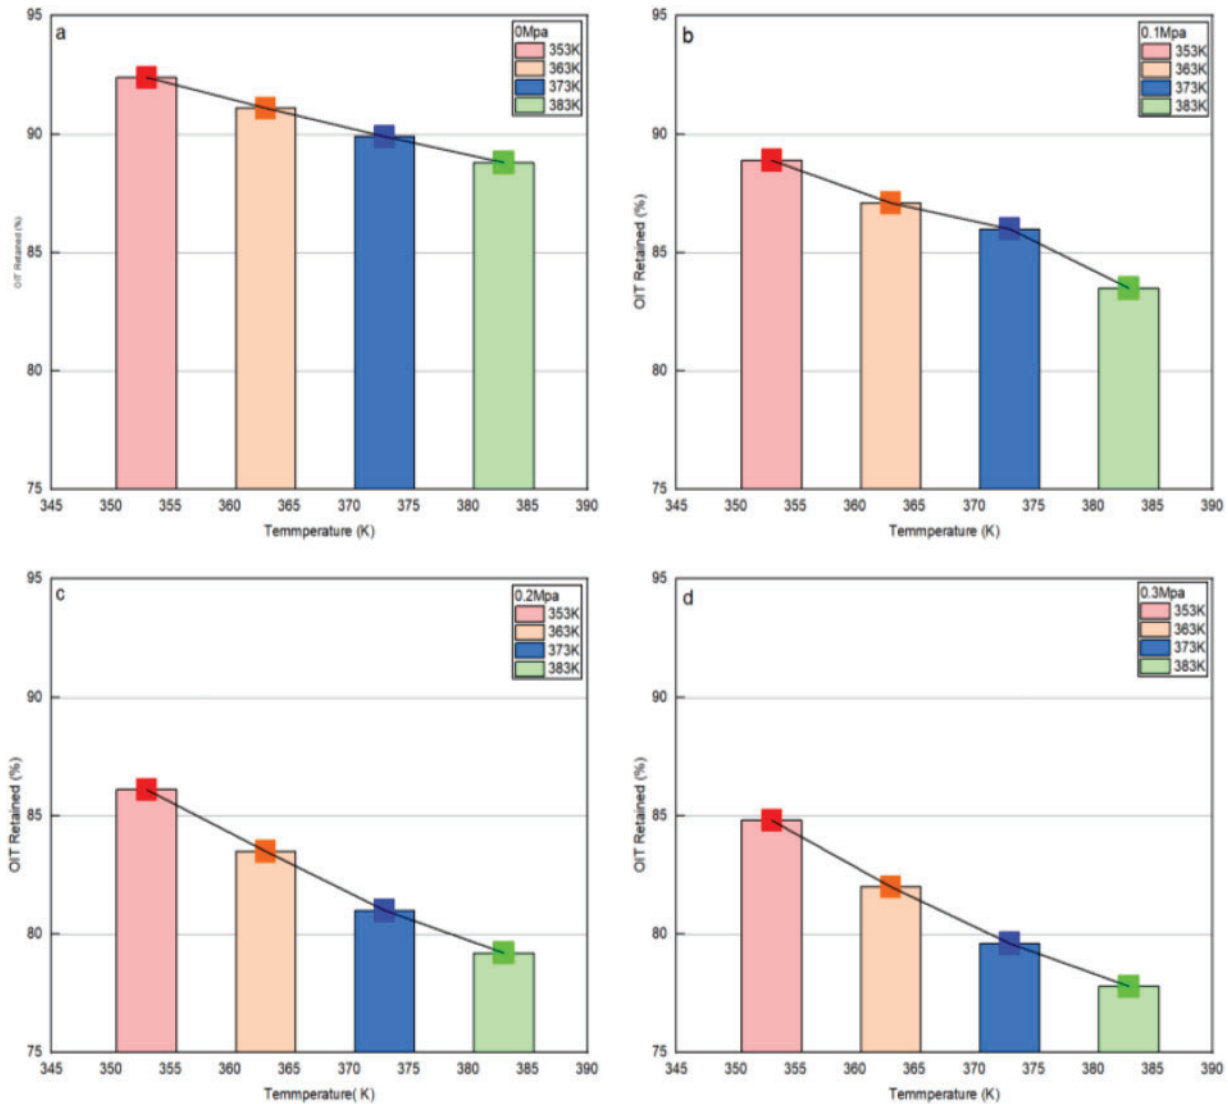 a
0Mpa
353K
363K
373K
383K
95
90
85
80
75
OIT Retained (%)
345 350 355 360 365 370 375 380 385 390
Temmperature (K)
b
0.1Mpa
353K
363K
373K
383K
95
90
85
80
75
OIT Retained (%)
345 350 355 360 365 370 375 380 385 390
Temmperature (K)
c
0.2Mpa
353K
363K
373K
383K
95
90
85
80
75
OIT Retained (%)
345 350 355 360 365 370 375 380 385 390
Temmperature( K)
d
0.3Mpa
353K
363K
373K
383K
95
90
85
80
75
OIT Retained (%)
345 350 355 360 365 370 375 380 385 390
Temmperature (K)